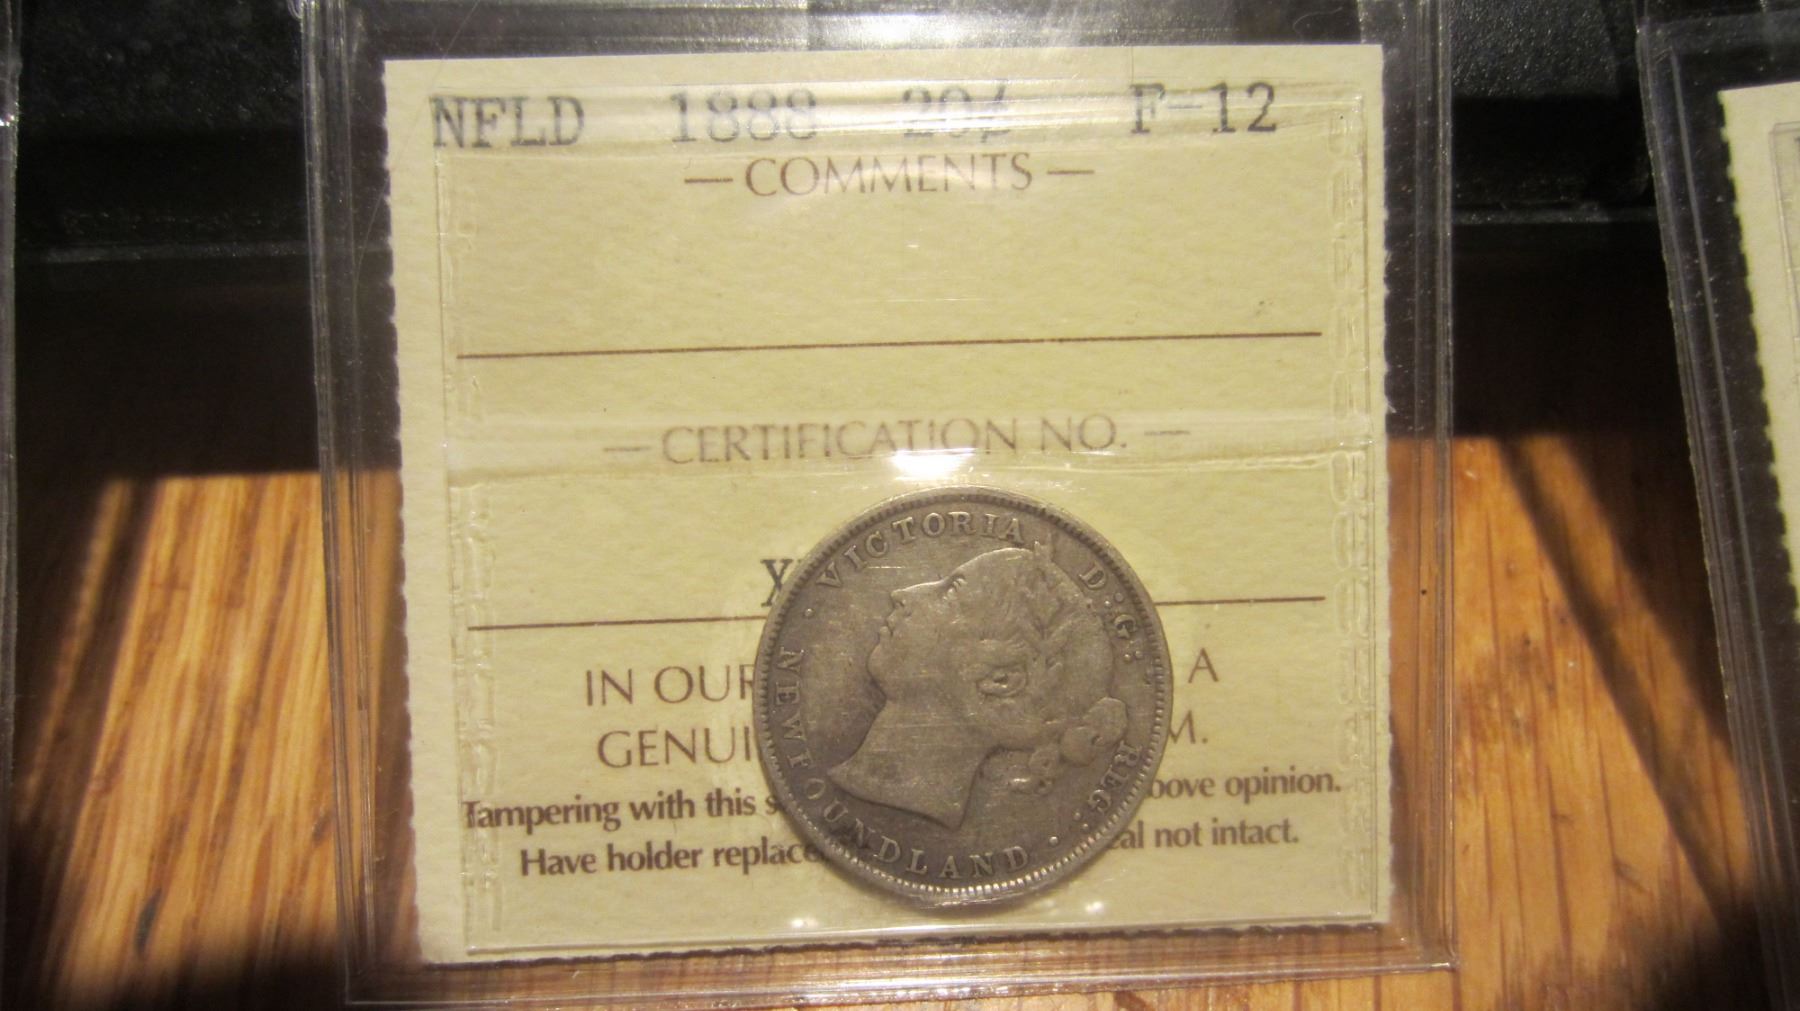 NFLD 1888 20¢ F-12
— COMMENTS —
— CERTIFICATION NO. —
X
IN OUR A
GENUI M.
Tampering with this s bove opinion.
Have holder replace al not intact.
· VICTORIA D:G: REG: ·
NEWFOUNDLAND ·